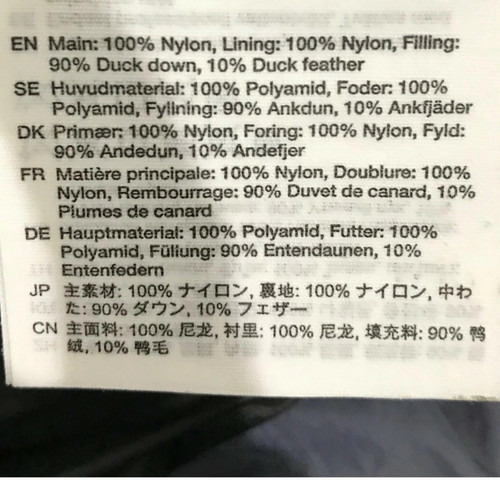 EN Main: 100% Nylon, Lining: 100% Nylon, Filling:
90% Duck down, 10% Duck feather
SE Huvudmaterial: 100% Polyamid, Foder: 100%
Polyamid, Fyllning: 90% Ankdun, 10% Ankfjäder
DK Primær: 100% Nylon, Foring: 100% Nylon, Fyld:
90% Andedun, 10% Andefjer
FR Matière principale: 100% Nylon, Doublure: 100%
Nylon, Rembourrage: 90% Duvet de canard, 10%
Plumes de canard
DE Hauptmaterial: 100% Polyamid, Futter: 100%
Polyamid, Füllung: 90% Entendaunen, 10%
Entenfedern
JP 主素材: 100% ナイロン, 裏地: 100% ナイロン, 中わ
た: 90% ダウン, 10% フェザー
CN 主面料: 100% 尼龙, 衬里: 100% 尼龙, 填充料: 90% 鸭
绒, 10% 鸭毛